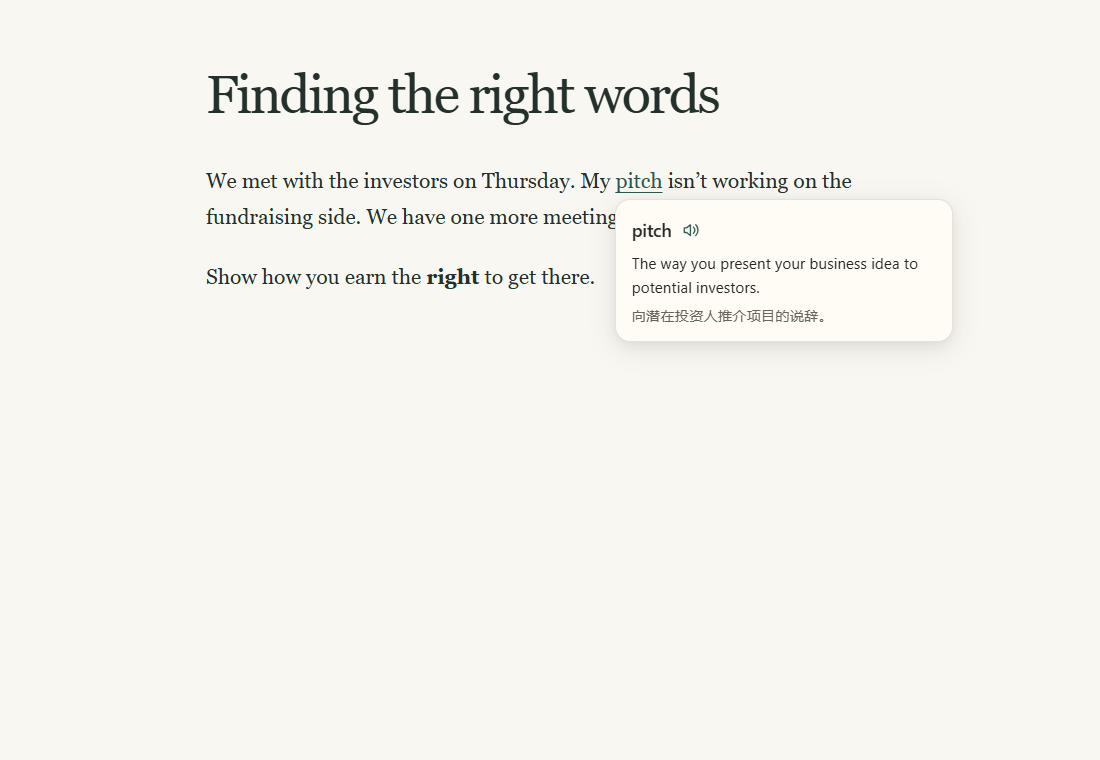 Finding the right words
We met with the investors on Thursday. My pitch isn’t working on the
fundraising side. We have one more meeting
pitch
The way you present your business idea to
potential investors.
向潜在投资人推介项目的说辞。
Show how you earn the right to get there.